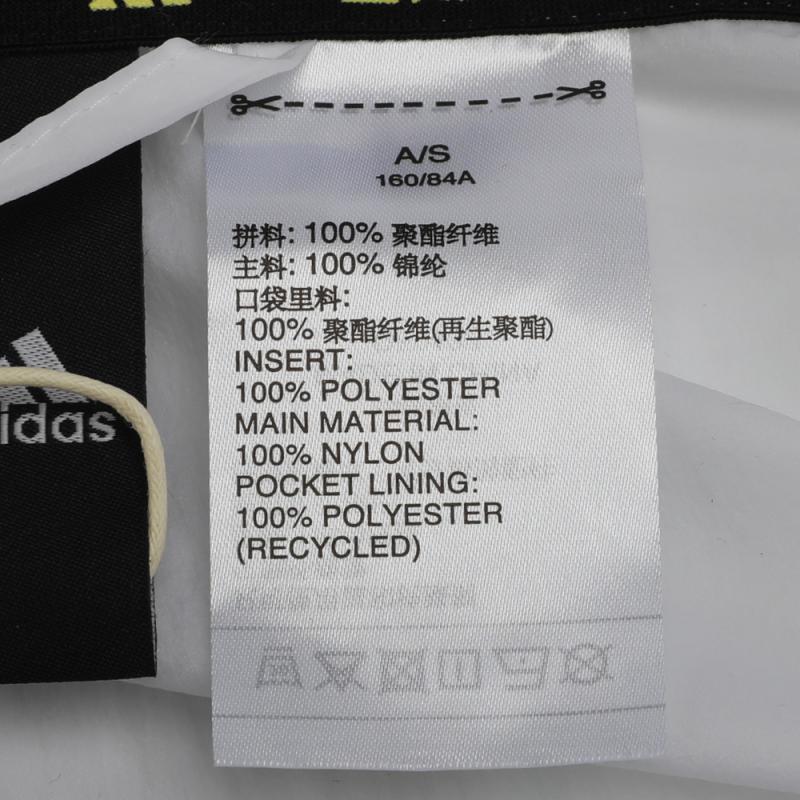 A/S
160/84A
拼料: 100% 聚酯纤维
主料: 100% 锦纶
口袋里料:
100% 聚酯纤维(再生聚酯)
INSERT:
100% POLYESTER
MAIN MATERIAL:
100% NYLON
POCKET LINING:
100% POLYESTER
(RECYCLED)
idas